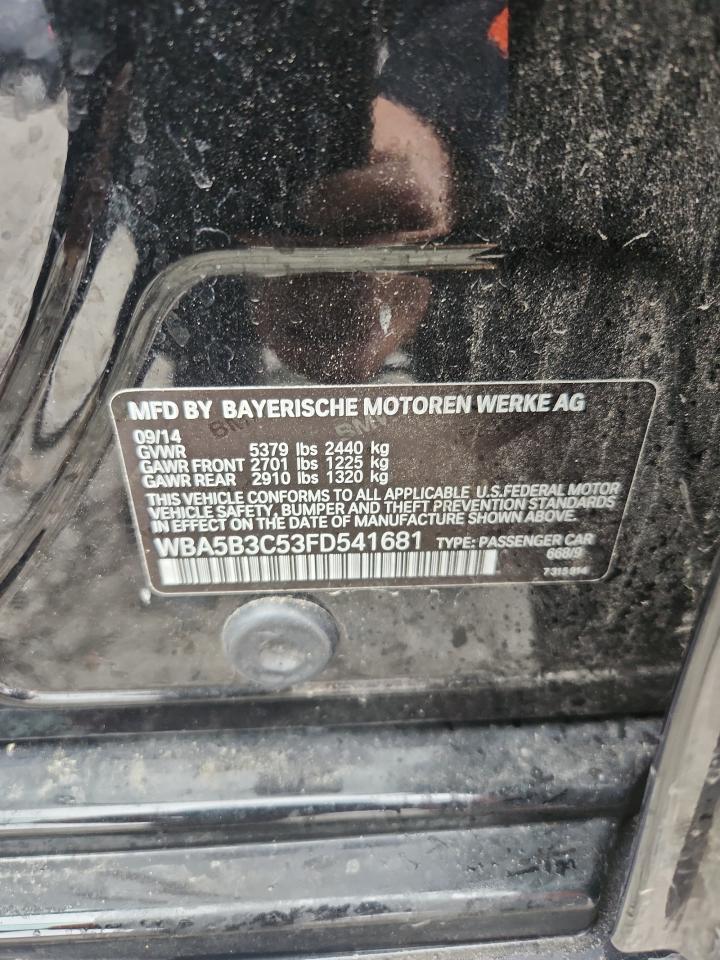 MFD BY BAYERISCHE MOTOREN WERKE AG
09/14
GVWR 5379 lbs 2440 kg
GAWR FRONT 2701 lbs 1225 kg
GAWR REAR 2910 lbs 1320 kg
THIS VEHICLE CONFORMS TO ALL APPLICABLE U.S.FEDERAL MOTOR
VEHICLE SAFETY, BUMPER AND THEFT PREVENTION STANDARDS
IN EFFECT ON THE DATE OF MANUFACTURE SHOWN ABOVE.
WBA5B3C53FD541681 TYPE: PASSENGER CAR
668/9
7315914